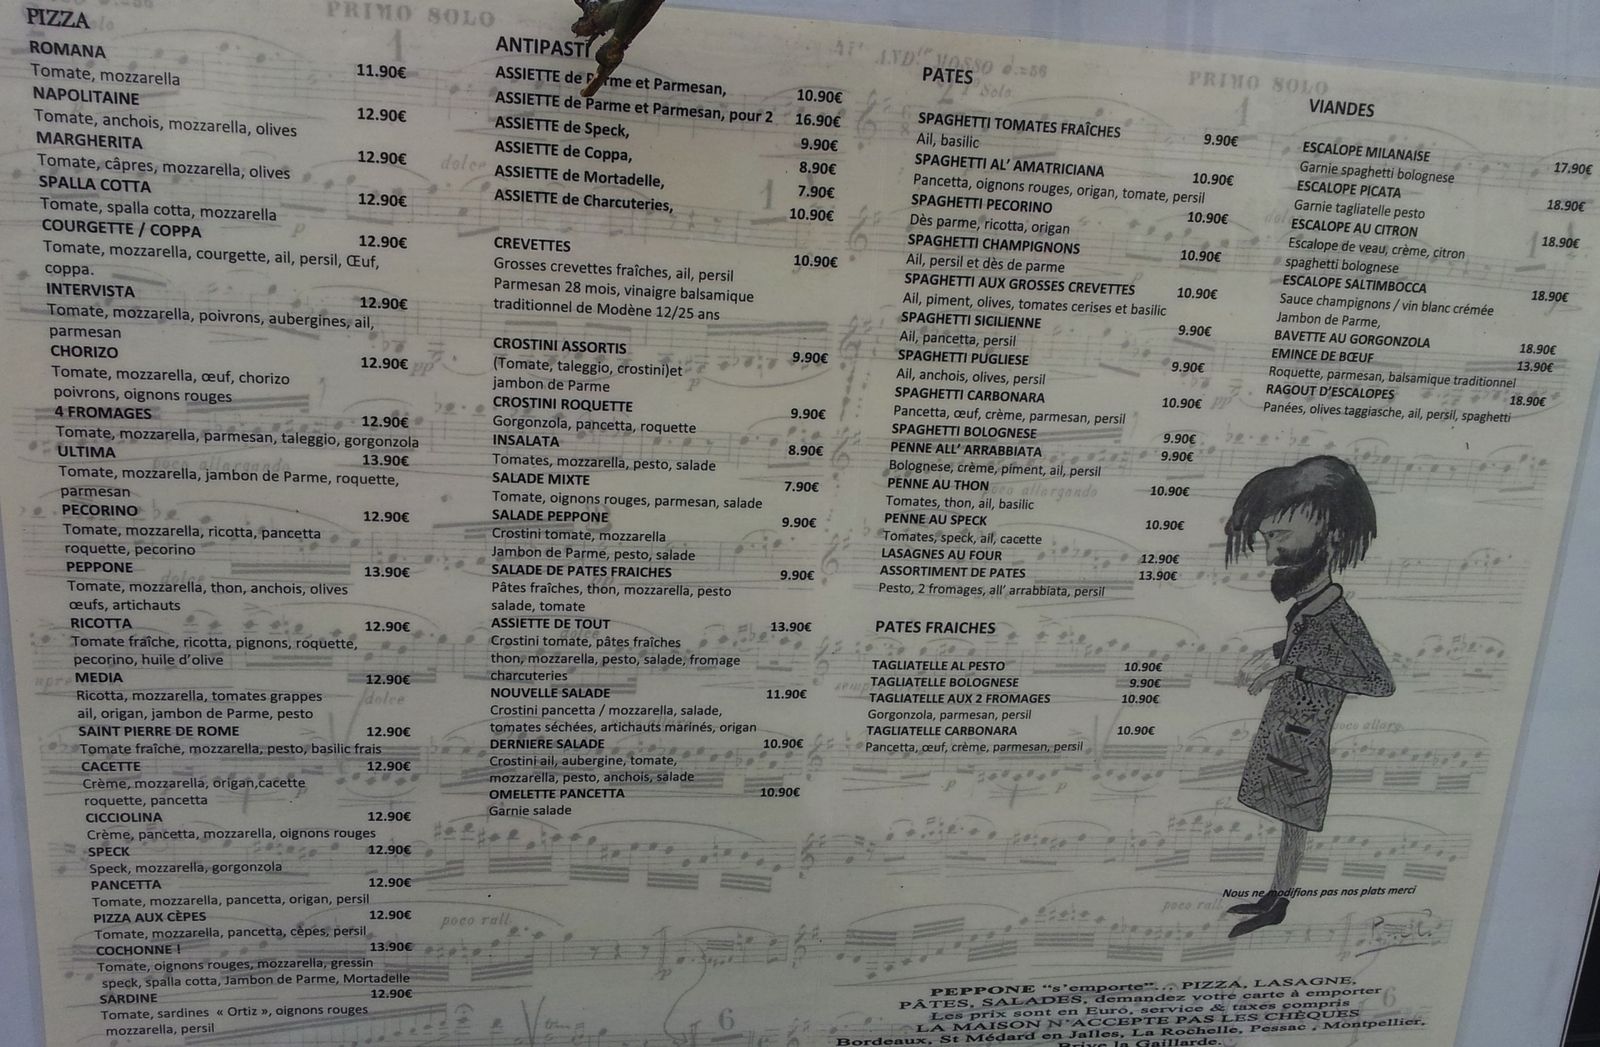 PIZZA
ROMANA 11.90€
Tomate, mozzarella
NAPOLITAINE 12.90€
Tomate, anchois, mozzarella, olives
MARGHERITA 12.90€
Tomate, câpres, mozzarella, olives
SPALLA COTTA 12.90€
Tomate, spalla cotta, mozzarella
COURGETTE / COPPA 12.90€
Tomate, mozzarella, courgette, ail, persil, Œuf,
coppa.
INTERVISTA 12.90€
Tomate, mozzarella, poivrons, aubergines, ail,
parmesan
CHORIZO 12.90€
Tomate, mozzarella, œuf, chorizo
poivrons, oignons rouges
4 FROMAGES 12.90€
Tomate, mozzarella, parmesan, taleggio, gorgonzola
ULTIMA 13.90€
Tomate, mozzarella, jambon de Parme, roquette,
parmesan
PECORINO 12.90€
Tomate, mozzarella, ricotta, pancetta
roquette, pecorino
PEPPONE 13.90€
Tomate, mozzarella, thon, anchois, olives
œufs, artichauts
RICOTTA 12.90€
Tomate fraîche, ricotta, pignons, roquette,
pecorino, huile d'olive
MEDIA 12.90€
Ricotta, mozzarella, tomates grappes
ail, origan, jambon de Parme, pesto
SAINT PIERRE DE ROME 12.90€
Tomate fraîche, mozzarella, pesto, basilic frais
CACETTE 12.90€
Crème, mozzarella, origan,cacette
roquette, pancetta
CICCIOLINA 12.90€
Crème, pancetta, mozzarella, oignons rouges
SPECK 12.90€
Speck, mozzarella, gorgonzola
PANCETTA 12.90€
Tomate, mozzarella, pancetta, origan, persil
PIZZA AUX CÈPES 12.90€
Tomate, mozzarella, pancetta, cèpes, persil
COCHONNE ! 13.90€
Tomate, oignons rouges, mozzarella, gressin
speck, spalla cotta, Jambon de Parme, Mortadelle
SARDINE 12.90€
Tomate, sardines « Ortiz », oignons rouges
mozzarella, persil
ANTIPASTI
ASSIETTE de Parme et Parmesan, 10.90€
ASSIETTE de Parme et Parmesan, pour 2 16.90€
ASSIETTE de Speck, 9.90€
ASSIETTE de Coppa, 8.90€
ASSIETTE de Mortadelle, 7.90€
ASSIETTE de Charcuteries, 10.90€
CREVETTES 10.90€
Grosses crevettes fraîches, ail, persil
Parmesan 28 mois, vinaigre balsamique
traditionnel de Modène 12/25 ans
CROSTINI ASSORTIS 9.90€
(Tomate, taleggio, crostini)et
jambon de Parme
CROSTINI ROQUETTE 9.90€
Gorgonzola, pancetta, roquette
INSALATA 8.90€
Tomates, mozzarella, pesto, salade
SALADE MIXTE 7.90€
Tomate, oignons rouges, parmesan, salade
SALADE PEPPONE 9.90€
Crostini tomate, mozzarella
Jambon de Parme, pesto, salade
SALADE DE PATES FRAICHES 9.90€
Pâtes fraîches, thon, mozzarella, pesto
salade, tomate
ASSIETTE DE TOUT 13.90€
Crostini tomate, pâtes fraîches
thon, mozzarella, pesto, salade, fromage
charcuteries
NOUVELLE SALADE 11.90€
Crostini pancetta / mozzarella, salade,
tomates séchées, artichauts marinés, origan
DERNIERE SALADE 10.90€
Crostini ail, aubergine, tomate,
mozzarella, pesto, anchois, salade
OMELETTE PANCETTA 10.90€
Garnie salade
PATES
SPAGHETTI TOMATES FRAÎCHES 9.90€
Ail, basilic
SPAGHETTI AL' AMATRICIANA 10.90€
Pancetta, oignons rouges, origan, tomate, persil
SPAGHETTI PECORINO 10.90€
Dès parme, ricotta, origan
SPAGHETTI CHAMPIGNONS 10.90€
Ail, persil et dès de parme
SPAGHETTI AUX GROSSES CREVETTES 10.90€
Ail, piment, olives, tomates cerises et basilic
SPAGHETTI SICILIENNE 9.90€
Ail, pancetta, persil
SPAGHETTI PUGLIESE 9.90€
Ail, anchois, olives, persil
SPAGHETTI CARBONARA 10.90€
Pancetta, œuf, crème, parmesan, persil
SPAGHETTI BOLOGNESE 9.90€
PENNE ALL' ARRABBIATA 9.90€
Bolognese, crème, piment, ail, persil
PENNE AU THON 10.90€
Tomates, thon, ail, basilic
PENNE AU SPECK 10.90€
Tomates, speck, ail, cacette
LASAGNES AU FOUR 12.90€
ASSORTIMENT DE PATES 13.90€
Pesto, 2 fromages, all' arrabbiata, persil
PATES FRAICHES
TAGLIATELLE AL PESTO 10.90€
TAGLIATELLE BOLOGNESE 9.90€
TAGLIATELLE AUX 2 FROMAGES 10.90€
Gorgonzola, parmesan, persil
TAGLIATELLE CARBONARA 10.90€
Pancetta, œuf, crème, parmesan, persil
VIANDES
ESCALOPE MILANAISE 17.90€
Garnie spaghetti bolognese
ESCALOPE PICATA 18.90€
Garnie tagliatelle pesto
ESCALOPE AU CITRON 18.90€
Escalope de veau, crème, citron
spaghetti bolognese
ESCALOPE SALTIMBOCCA 18.90€
Sauce champignons / vin blanc crémée
Jambon de Parme,
BAVETTE AU GORGONZOLA 18.90€
EMINCE DE BŒUF 13.90€
Roquette, parmesan, balsamique traditionnel
RAGOUT D'ESCALOPES 18.90€
Panées, olives taggiasche, ail, persil, spaghetti
Nous ne modifions pas nos plats merci
PEPPONE "s'emporte"... PIZZA, LASAGNE,
PÂTES, SALADES, demandez votre carte à emporter
Les prix sont en Euro, service & taxes compris
LA MAISON N'ACCEPTE PAS LES CHÈQUES
Bordeaux, St Médard en Jalles, La Rochelle, Pessac , Montpellier,
Brive la Gaillarde.
PRIMO SOLO
PRIMO SOLO
dolce
poco rall.
poco rall.
poco allargando